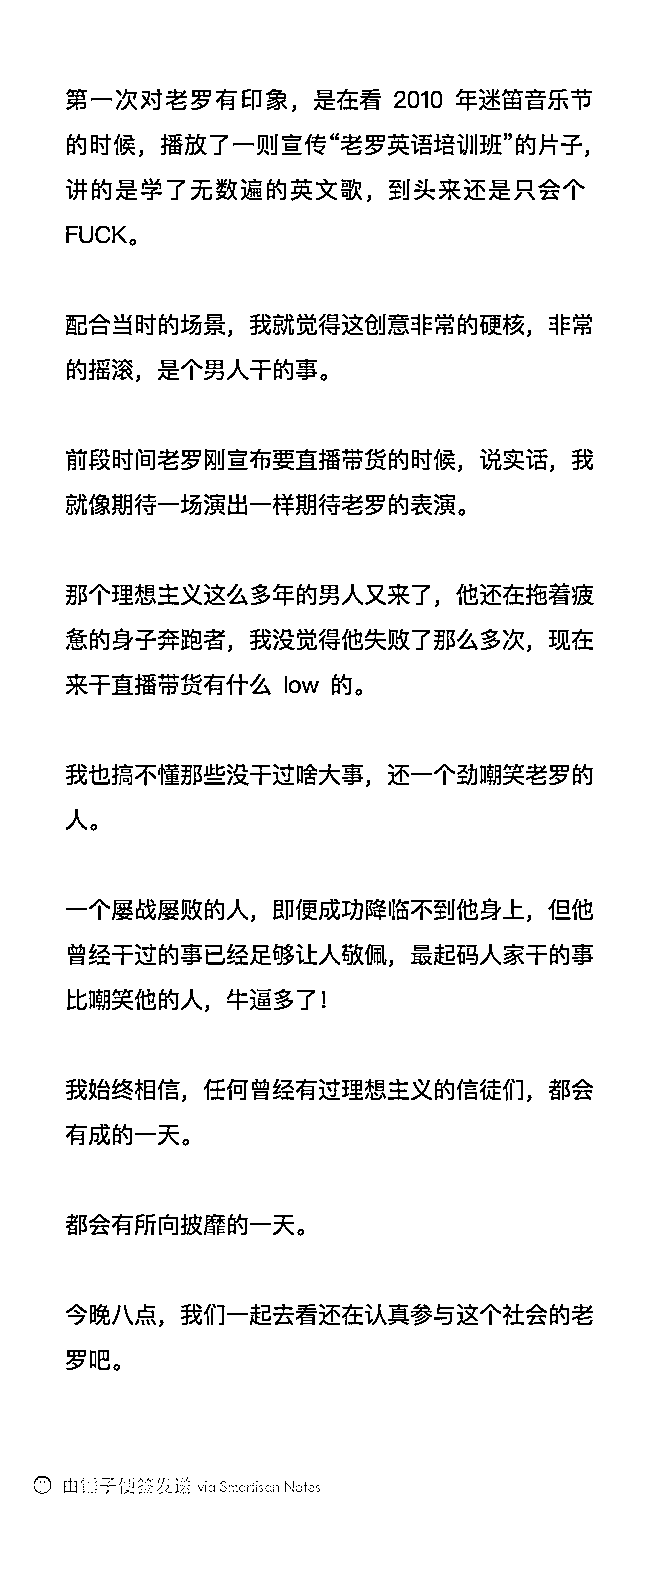 第一次对老罗有印象，是在看 2010 年迷笛音乐节
的时候，播放了一则宣传“老罗英语培训班”的片子，
讲的是学了无数遍的英文歌，到头来还是只会个
FUCK。
配合当时的场景，我就觉得这创意非常的硬核，非常
的摇滚，是个男人干的事。
前段时间老罗刚宣布要直播带货的时候，说实话，我
就像期待一场演出一样期待老罗的表演。
那个理想主义这么多年的男人又来了，他还在拖着疲
惫的身子奔跑者，我没觉得他失败了那么多次，现在
来干直播带货有什么 low 的。
我也搞不懂那些没干过啥大事，还一个劲嘲笑老罗的
人。
一个屡战屡败的人，即便成功降临不到他身上，但他
曾经干过的事已经足够让人敬佩，最起码人家干的事
比嘲笑他的人，牛逼多了！
我始终相信，任何曾经有过理想主义的信徒们，都会
有成的一天。
都会有所向披靡的一天。
今晚八点，我们一起去看还在认真参与这个社会的老
罗吧。
由锤子便签发送 via Smartisan Notes